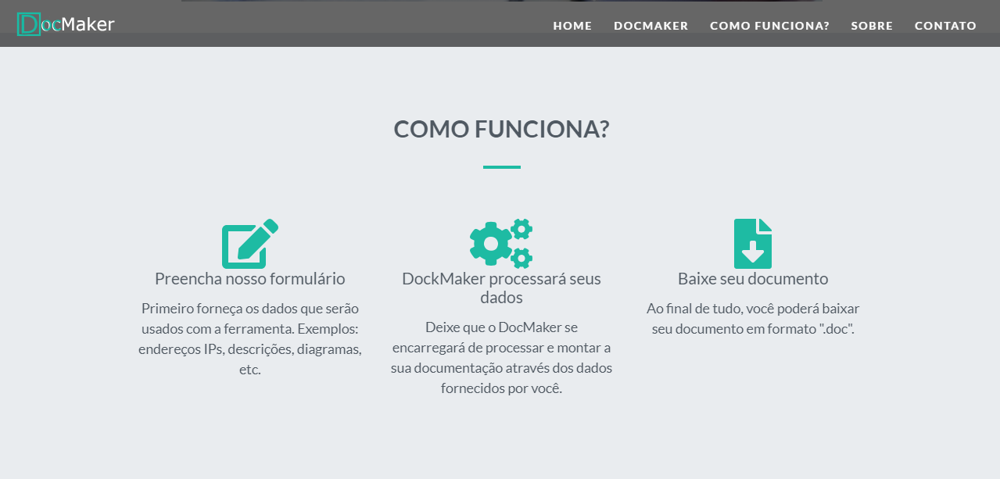 DocMaker
HOME DOCMAKER COMO FUNCIONA? SOBRE CONTATO
COMO FUNCIONA?
Preencha nosso formulário
Primeiro forneça os dados que serão
usados com a ferramenta. Exemplos:
endereços IPs, descrições, diagramas,
etc.
DockMaker processará seus
dados
Deixe que o DocMaker se
encarregará de processar e montar a
sua documentação através dos dados
fornecidos por você.
Baixe seu documento
Ao final de tudo, você poderá baixar
seu documento em formato ".doc".